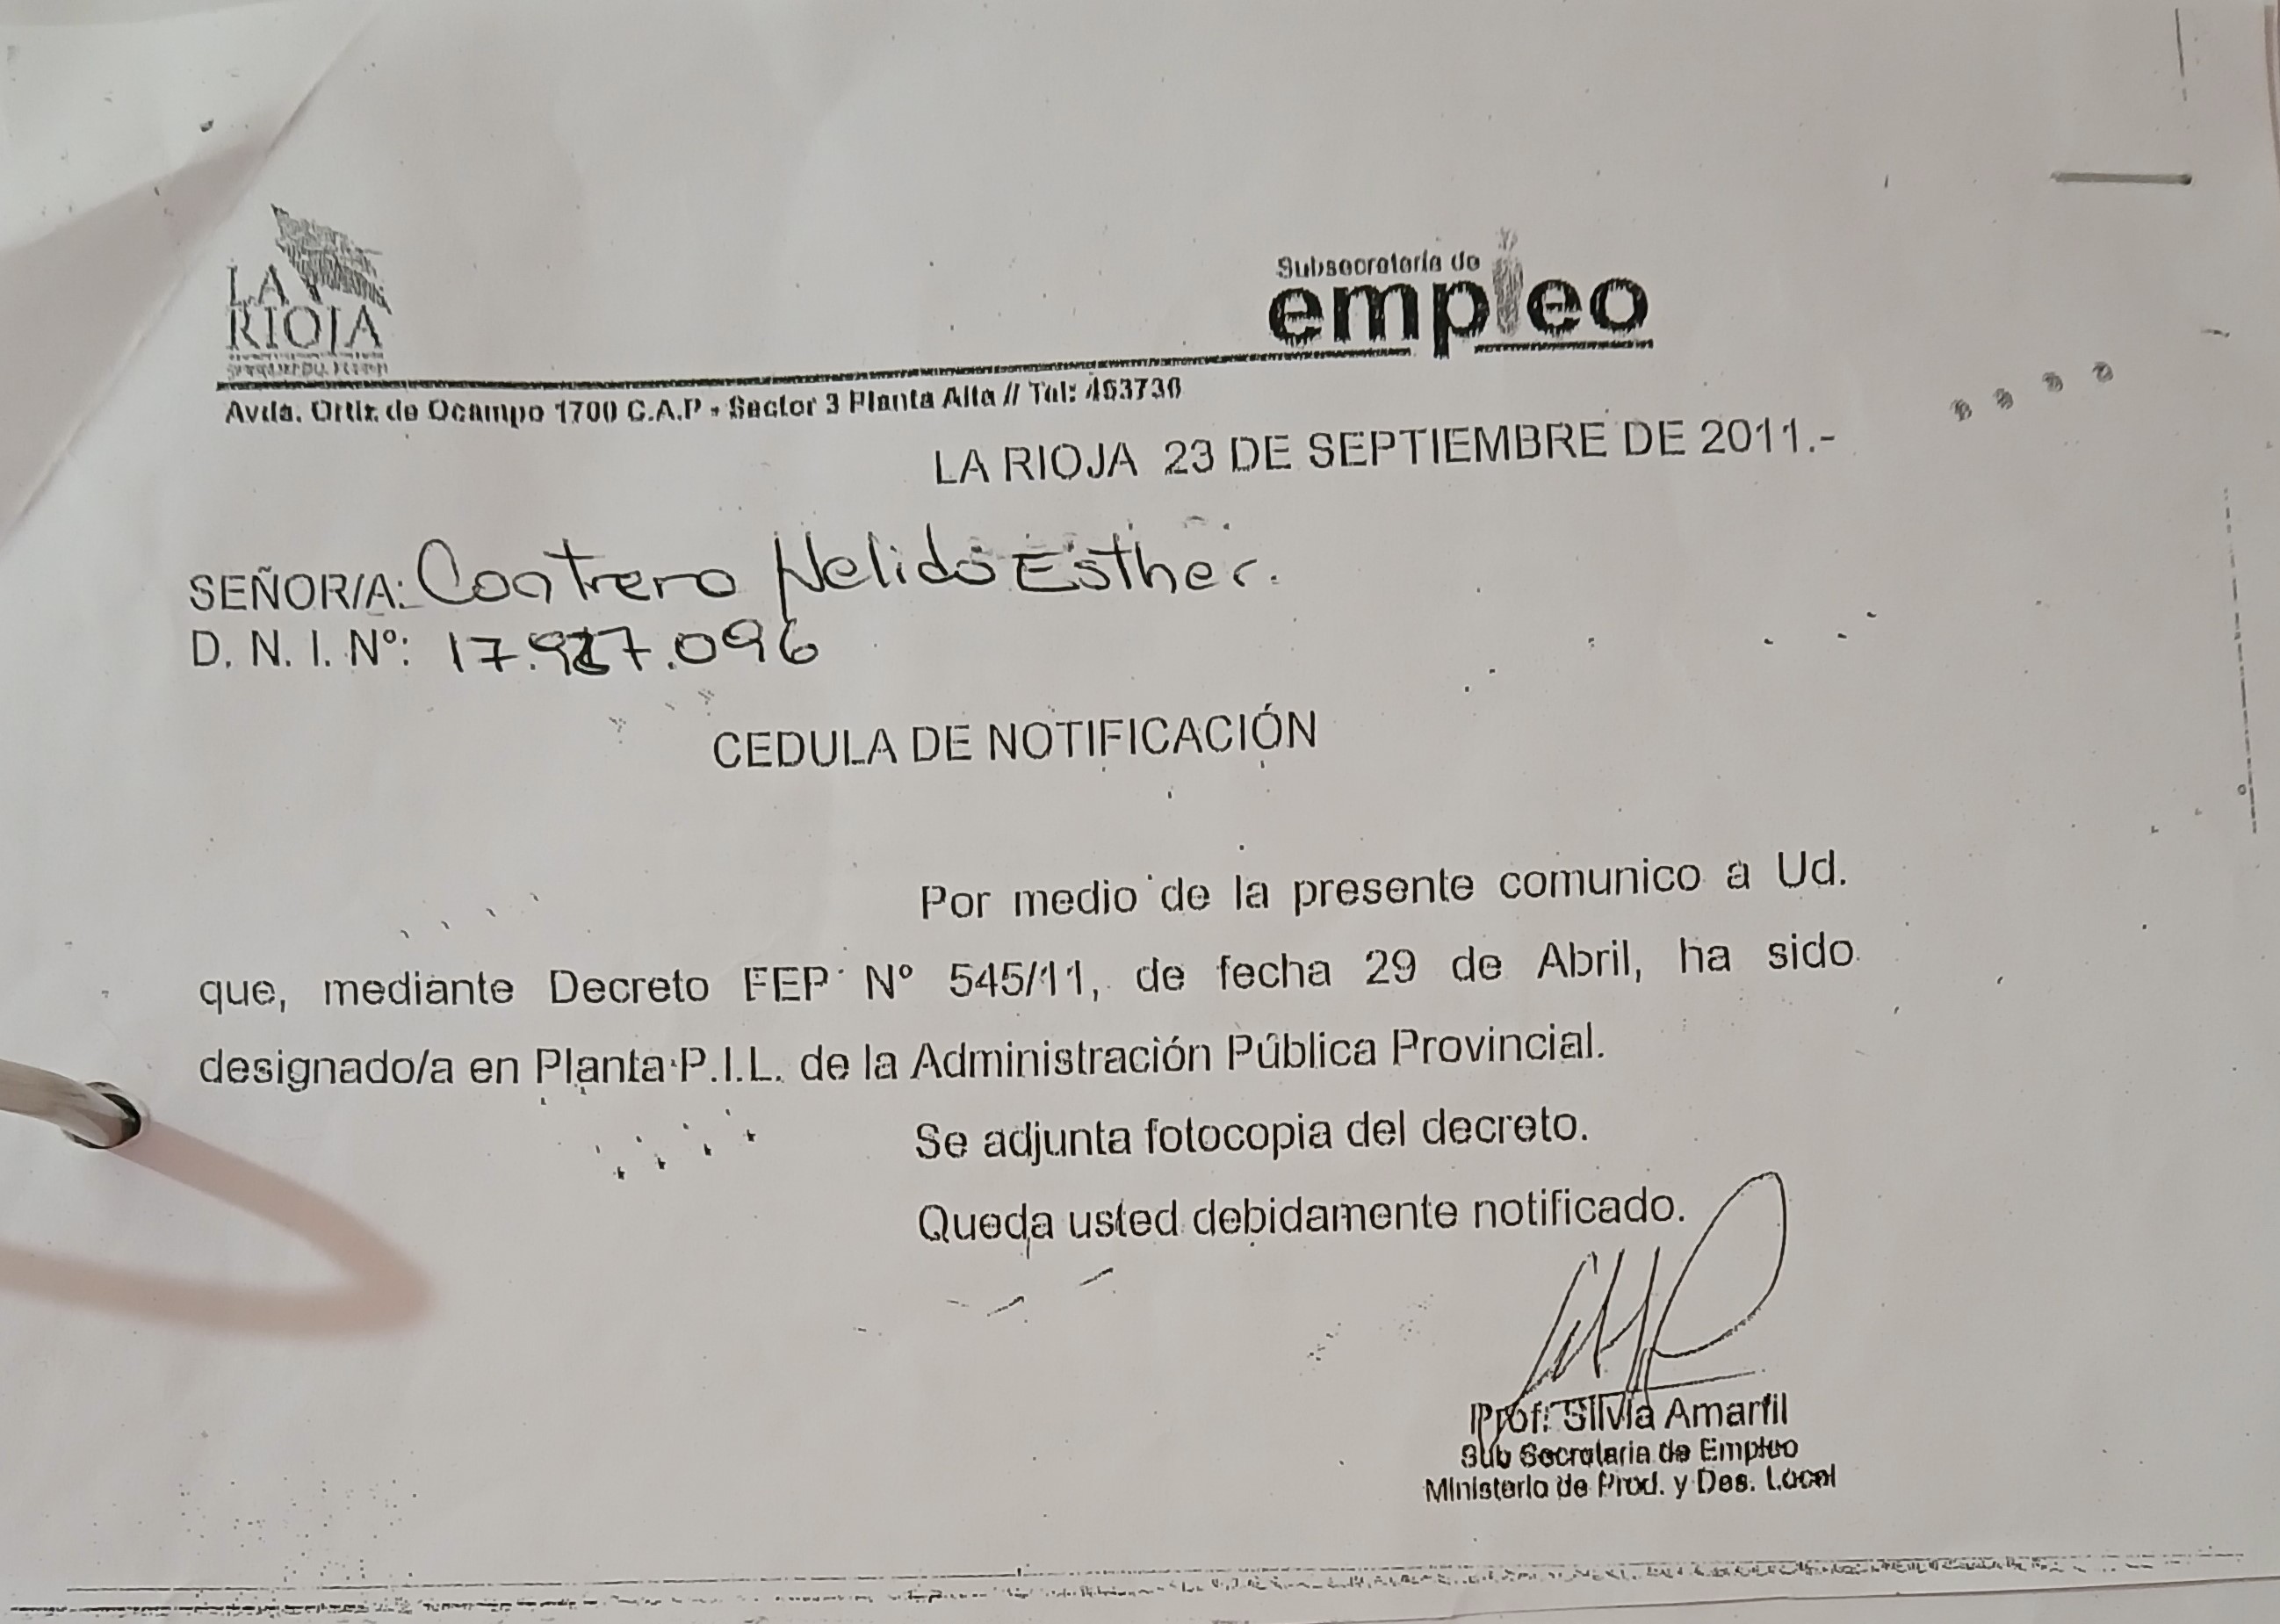 LA
RIOJA
Subsecretaría de
empleo
Avda. Ortiz de Ocampo 1700 C.A.P - Sector 3 Planta Alta // Tel: 453730
LA RIOJA 23 DE SEPTIEMBRE DE 2011.-
SEÑOR/A: Contrero Nelida Esther.
D. N. I. Nº: 17.927.096
CEDULA DE NOTIFICACIÓN
Por medio de la presente comunico a Ud.
que, mediante Decreto FEP Nº 545/11, de fecha 29 de Abril, ha sido
designado/a en Planta P.I.L. de la Administración Pública Provincial.
Se adjunta fotocopia del decreto.
Queda usted debidamente notificado.
Prof: Silvia Amarfil
Sub Secretaria de Empleo
Ministerio de Prod. y Des. Local